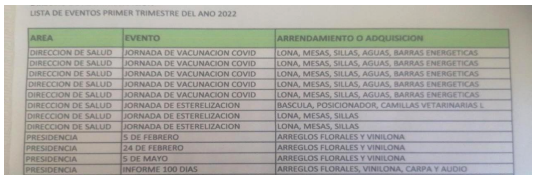 LISTA DE EVENTOS PRIMER TRIMESTRE DEL ANO 2022
AREA EVENTO ARRENDAMIENTO O ADQUISICION
DIRECCION DE SALUD JORNADA DE VACUNACION COVID LONA, MESAS, SILLAS, AGUAS, BARRAS ENERGETICAS
DIRECCION DE SALUD JORNADA DE VACUNACION COVID LONA, MESAS, SILLAS, AGUAS, BARRAS ENERGETICAS
DIRECCION DE SALUD JORNADA DE VACUNACION COVID LONA, MESAS, SILLAS, AGUAS, BARRAS ENERGETICAS
DIRECCION DE SALUD JORNADA DE VACUNACION COVID LONA, MESAS, SILLAS, AGUAS, BARRAS ENERGETICAS
DIRECCION DE SALUD JORNADA DE VACUNACION COVID LONA, MESAS, SILLAS, AGUAS, BARRAS ENERGETICAS
DIRECCION DE SALUD JORNADA DE ESTERELIZACION BASCULA, POSICIONADOR, CAMILLAS VETARINARIAS L
DIRECCION DE SALUD JORNADA DE ESTERELIZACION LONA, MESAS, SILLAS
DIRECCION DE SALUD JORNADA DE ESTERELIZACION LONA, MESAS, SILLAS
PRESIDENCIA 5 DE FEBRERO ARREGLOS FLORALES Y VINILONA
PRESIDENCIA 24 DE FEBRERO ARREGLOS FLORALES Y VINILONA
PRESIDENCIA 5 DE MAYO ARREGLOS FLORALES Y VINILONA
PRESIDENCIA INFORME 100 DIAS ARREGLOS FLORALES, VINILONA, CARPA Y AUDIO